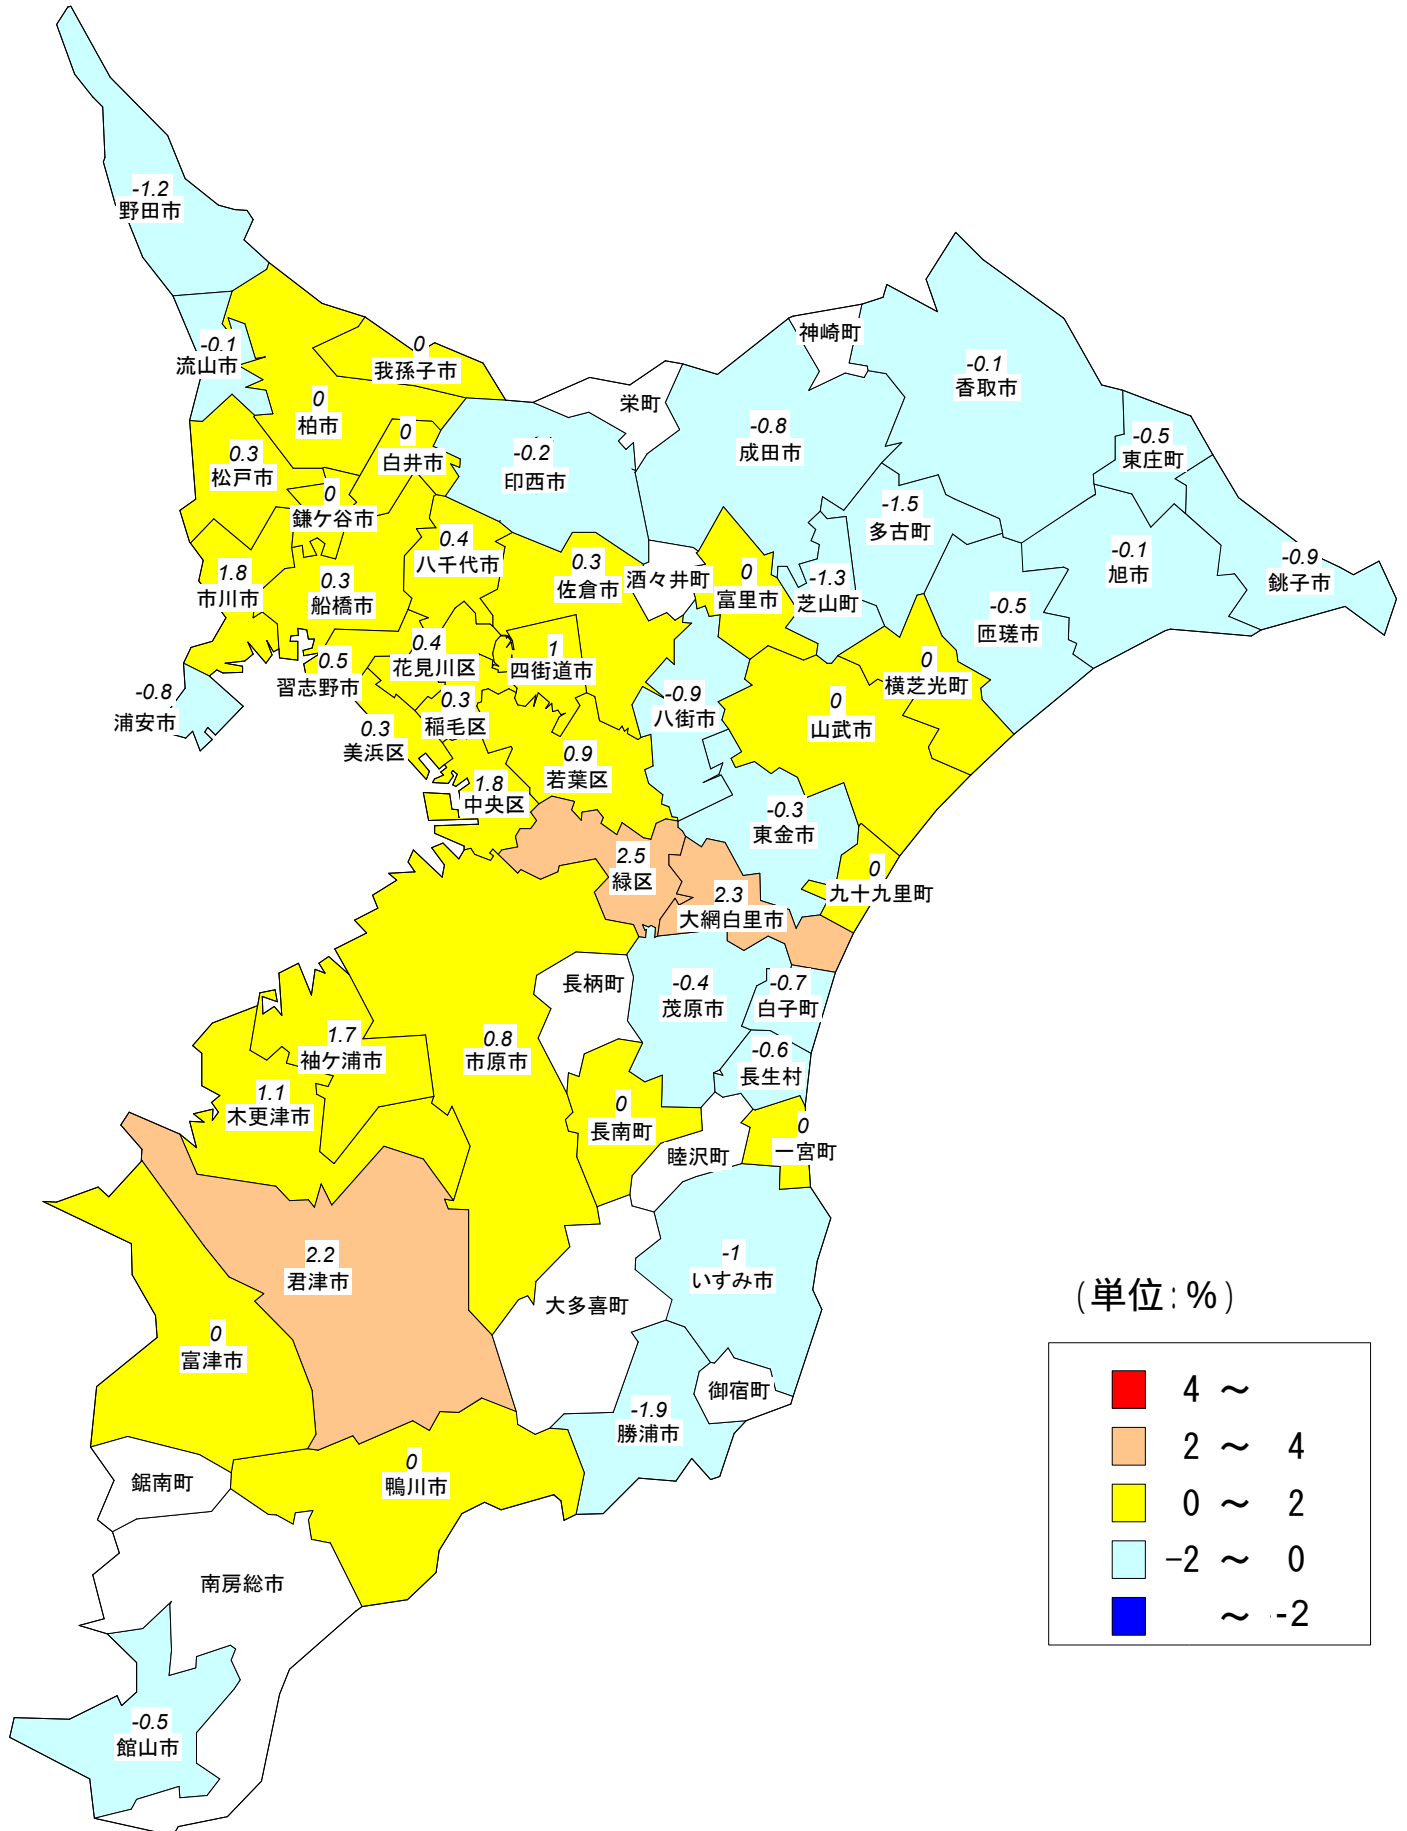 -1.2
野田市
神崎町
-0.1
流山市
0
我孫子市
-0.1
香取市
0
柏市
栄町
0
白井市
-0.8
成田市
-0.5
東庄町
0.3
松戸市
-0.2
印西市
0
鎌ケ谷市
-1.5
多古町
0.4
八千代市
-0.1
旭市
-0.9
銚子市
0.3
佐倉市
酒々井町
0
富里市
-1.3
芝山町
1.8
市川市
0.3
船橋市
-0.5
匝瑳市
0.4
花見川区
1
四街道市
0.5
習志野市
0
横芝光町
-0.8
浦安市
0.3
稲毛区
-0.9
八街市
0
山武市
0.3
美浜区
0.9
若葉区
1.8
中央区
-0.3
東金市
2.5
緑区
0
九十九里町
2.3
大網白里市
長柄町
-0.4
茂原市
-0.7
白子町
1.7
袖ケ浦市
0.8
市原市
-0.6
長生村
1.1
木更津市
0
長南町
0
一宮町
睦沢町
2.2
君津市
-1
いすみ市
大多喜町
(単位:%)
0
富津市
御宿町
4 ～
-1.9
勝浦市
2 ～ 4
0
鴨川市
鋸南町
0 ～ 2
-2 ～ 0
南房総市
～ -2
-0.5
館山市